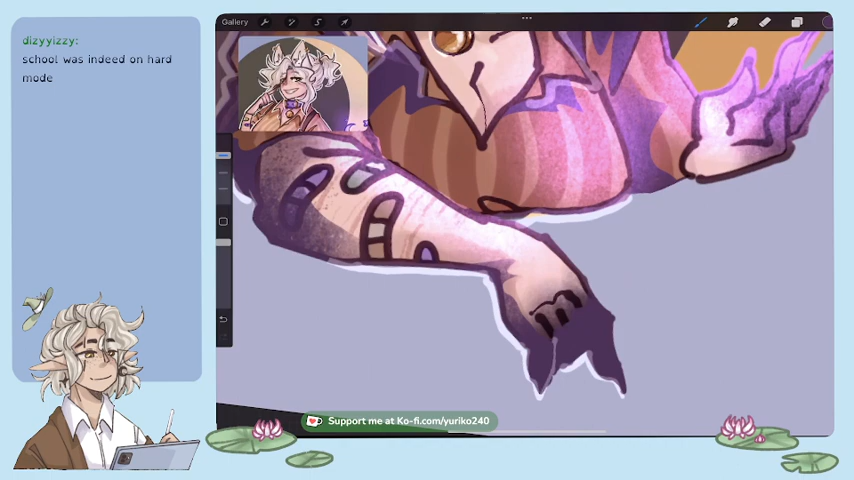 dizyyizzy:
school was indeed on hard
mode
Gallery
Support me at Ko-fi.com/yuriko240